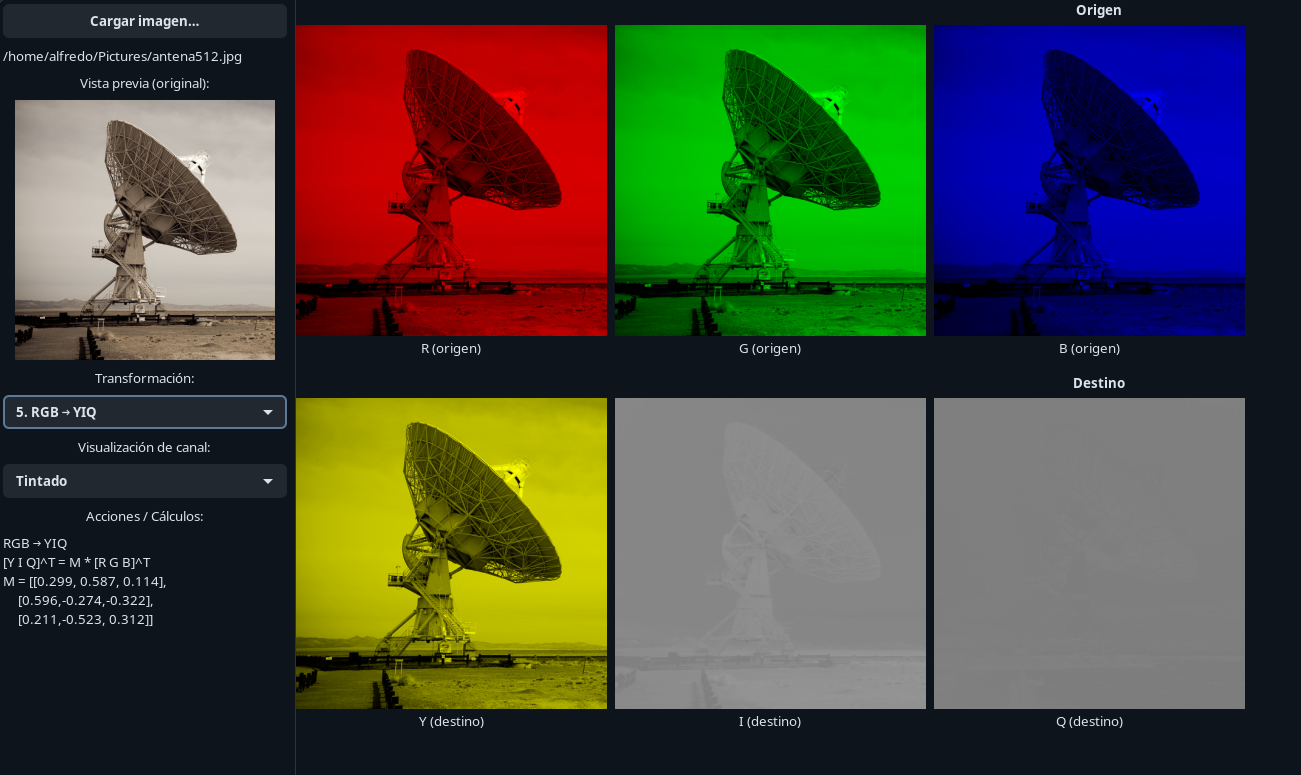 Cargar imagen...
/home/alfredo/Pictures/antena512.jpg
Vista previa (original):
Transformación:
5. RGB → YIQ
Visualización de canal:
Tintado
Acciones / Cálculos:
RGB → YIQ
[Y I Q]^T = M * [R G B]^T
M = [[0.299, 0.587, 0.114],
[0.596,-0.274,-0.322],
[0.211,-0.523, 0.312]]
Origen
R (origen)
G (origen)
B (origen)
Destino
Y (destino)
I (destino)
Q (destino)